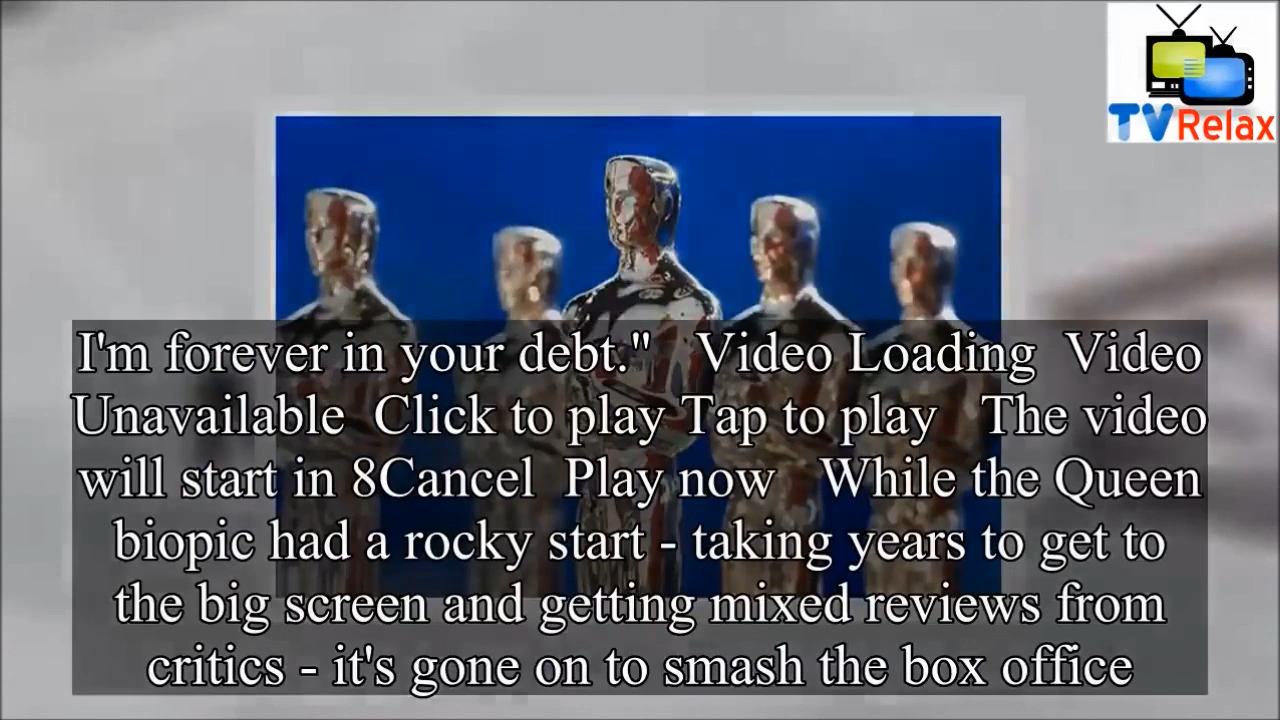 TVRelax
I'm forever in your debt." Video Loading Video
Unavailable Click to play Tap to play The video
will start in 8Cancel Play now While the Queen
biopic had a rocky start - taking years to get to
the big screen and getting mixed reviews from
critics - it's gone on to smash the box office